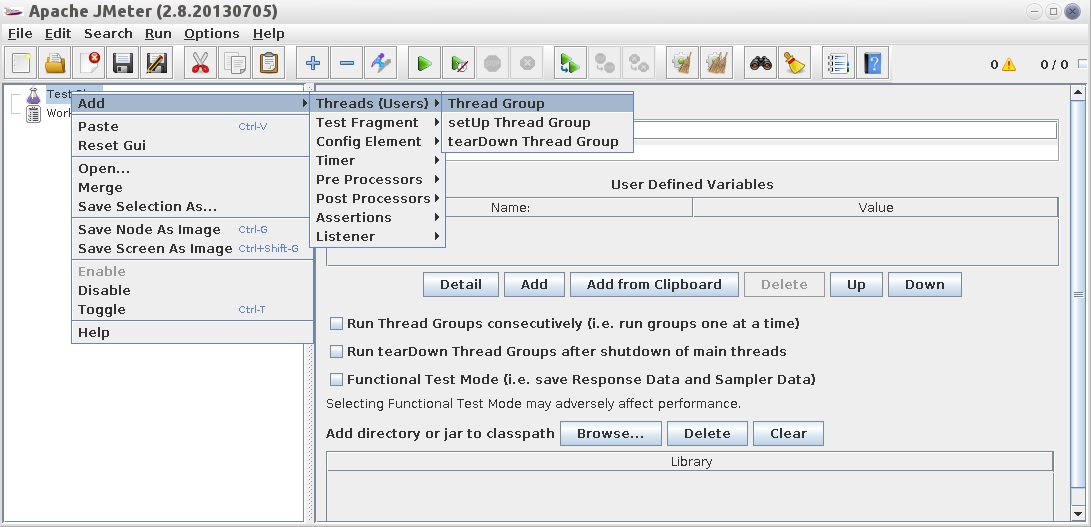 Apache JMeter (2.8.20130705)
File Edit Search Run Options Help
0 0 / 0
Test
Work
Add
Paste Ctrl-V
Reset Gui
Open...
Merge
Save Selection As...
Save Node As Image Ctrl-G
Save Screen As Image Ctrl+Shift-G
Enable
Disable
Toggle Ctrl-T
Help
Threads (Users)
Test Fragment
Config Element
Timer
Pre Processors
Post Processors
Assertions
Listener
Thread Group
setUp Thread Group
tearDown Thread Group
User Defined Variables
Name: Value
Detail Add Add from Clipboard Delete Up Down
Run Thread Groups consecutively (i.e. run groups one at a time)
Run tearDown Thread Groups after shutdown of main threads
Functional Test Mode (i.e. save Response Data and Sampler Data)
Selecting Functional Test Mode may adversely affect performance.
Add directory or jar to classpath Browse... Delete Clear
Library